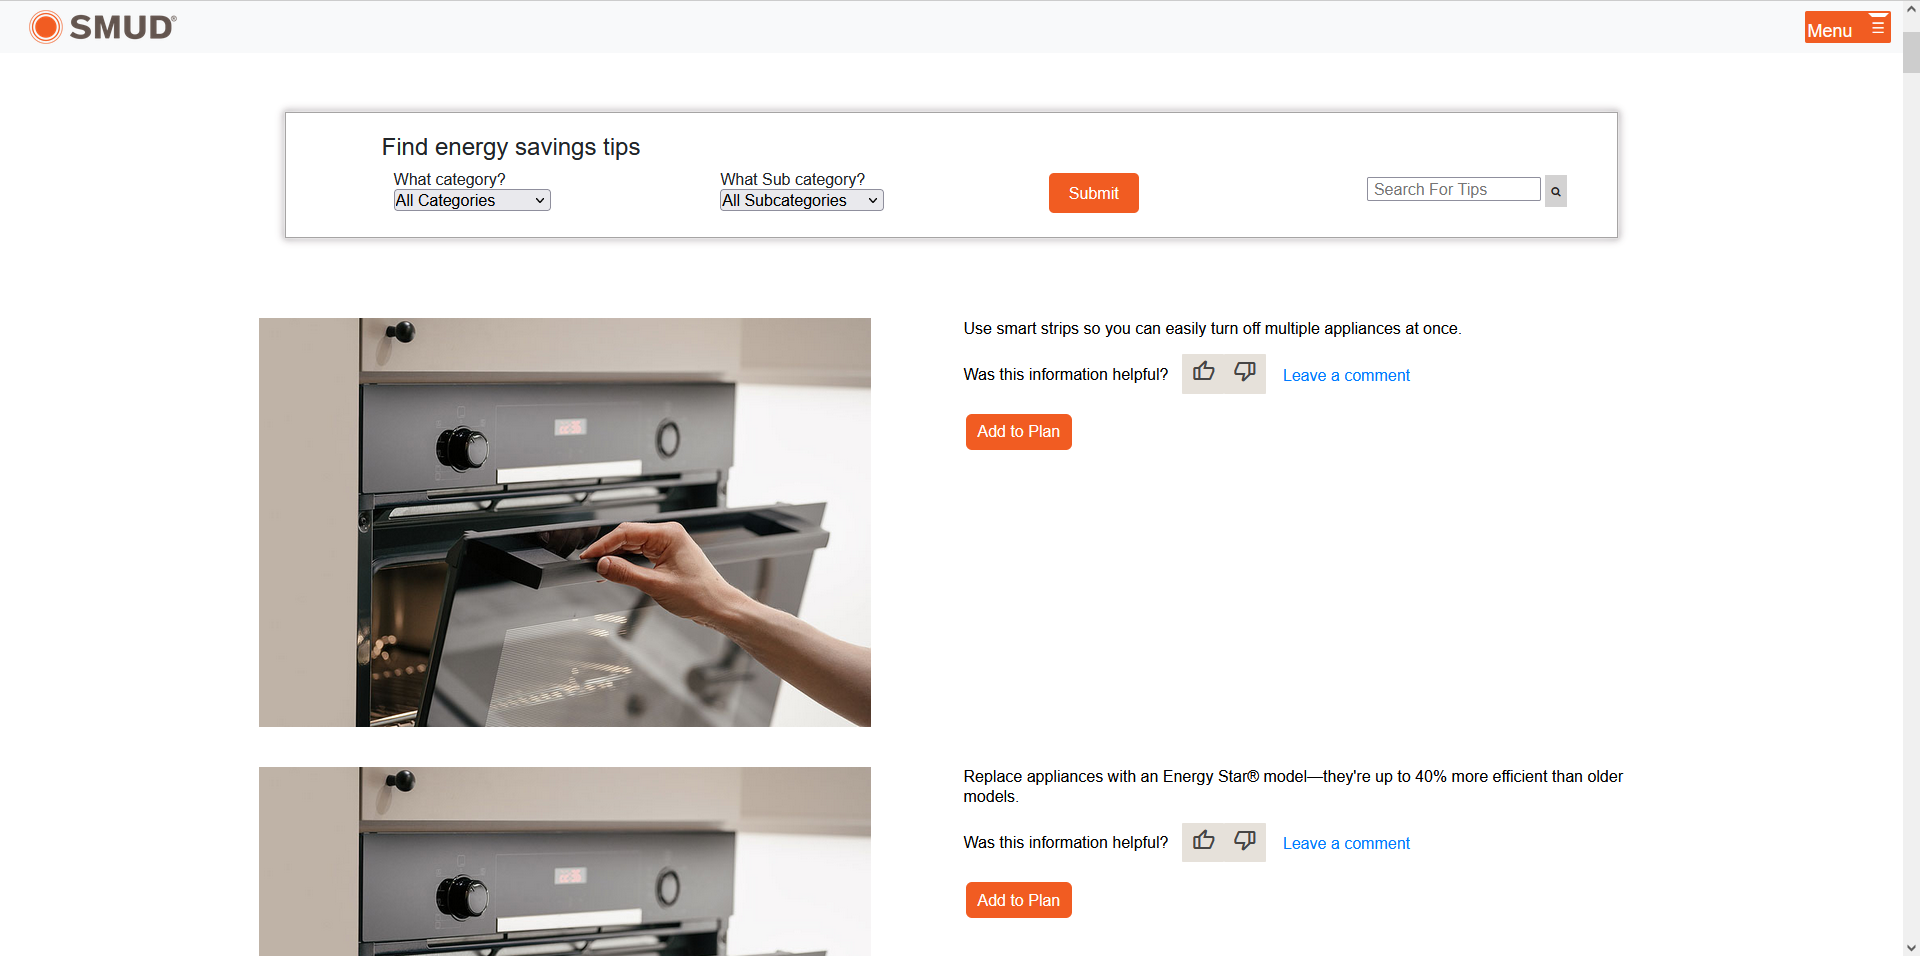 SMUD®
Menu ☰
Find energy savings tips
What category?
All Categories
What Sub category?
All Subcategories
Submit
Search For Tips
Use smart strips so you can easily turn off multiple appliances at once.
Was this information helpful?
Leave a comment
Add to Plan
Replace appliances with an Energy Star® model—they're up to 40% more efficient than older
models.
Was this information helpful?
Leave a comment
Add to Plan